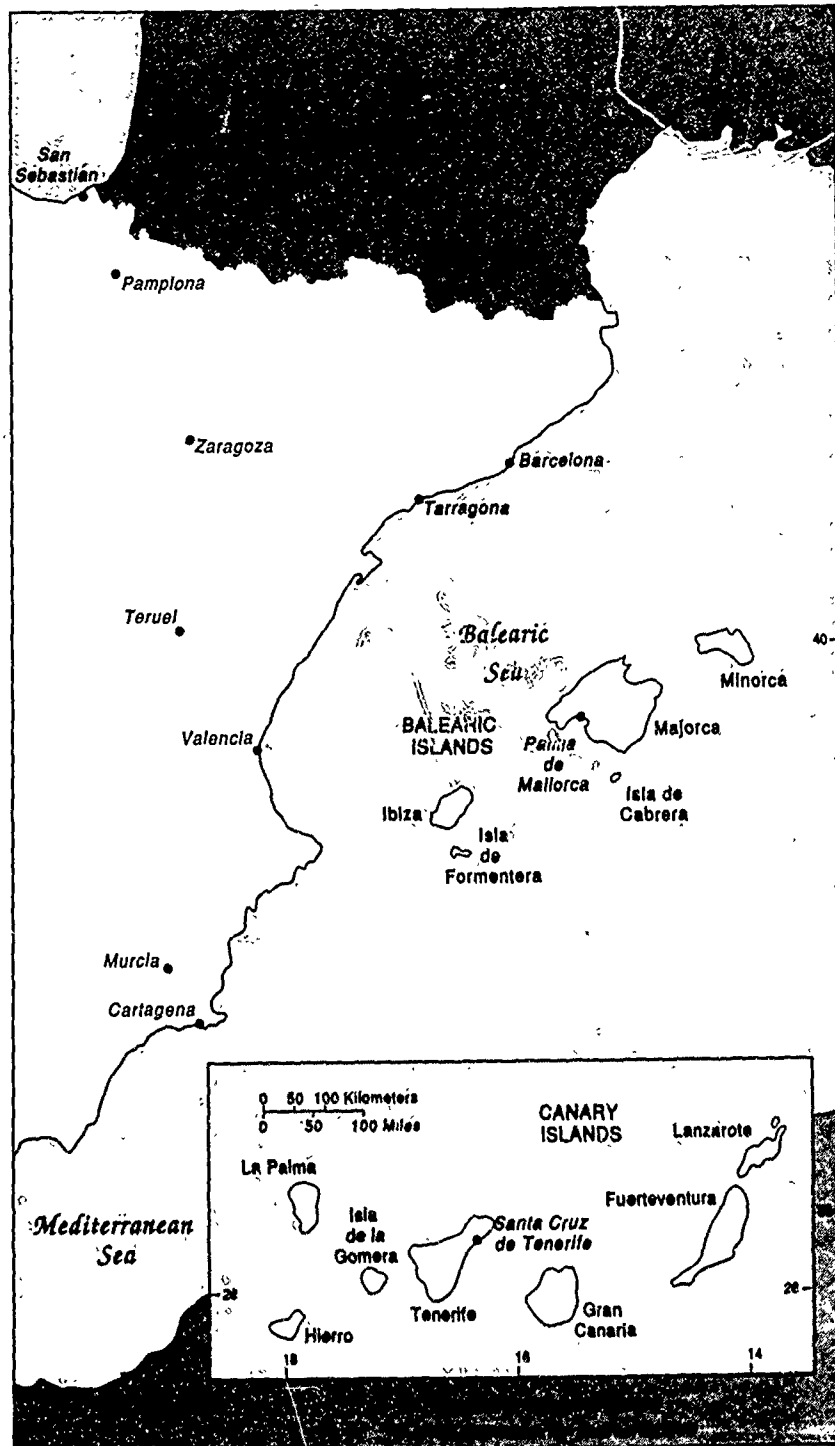 San
Sebastián
Pamplona
Zaragoza
Barcelona
Tarragona
Teruel
Balearic
Sea
40
Minorca
BALEARIC
ISLANDS
Valencia
Majorca
Palma
de
Mallorca
Isla de
Cabrera
Ibiza
Isla
de
Formentera
Murcia
Cartagena
0 50 100 Kilometers
0 50 100 Miles
CANARY
ISLANDS
Lanzarote
La Palma
Fuerteventura
Isla
de la
Gomera
Santa Cruz
de Tenerife
Mediterranean
Sea
28
28
Tenerife
Gran
Canaria
Hierro
18
16
14